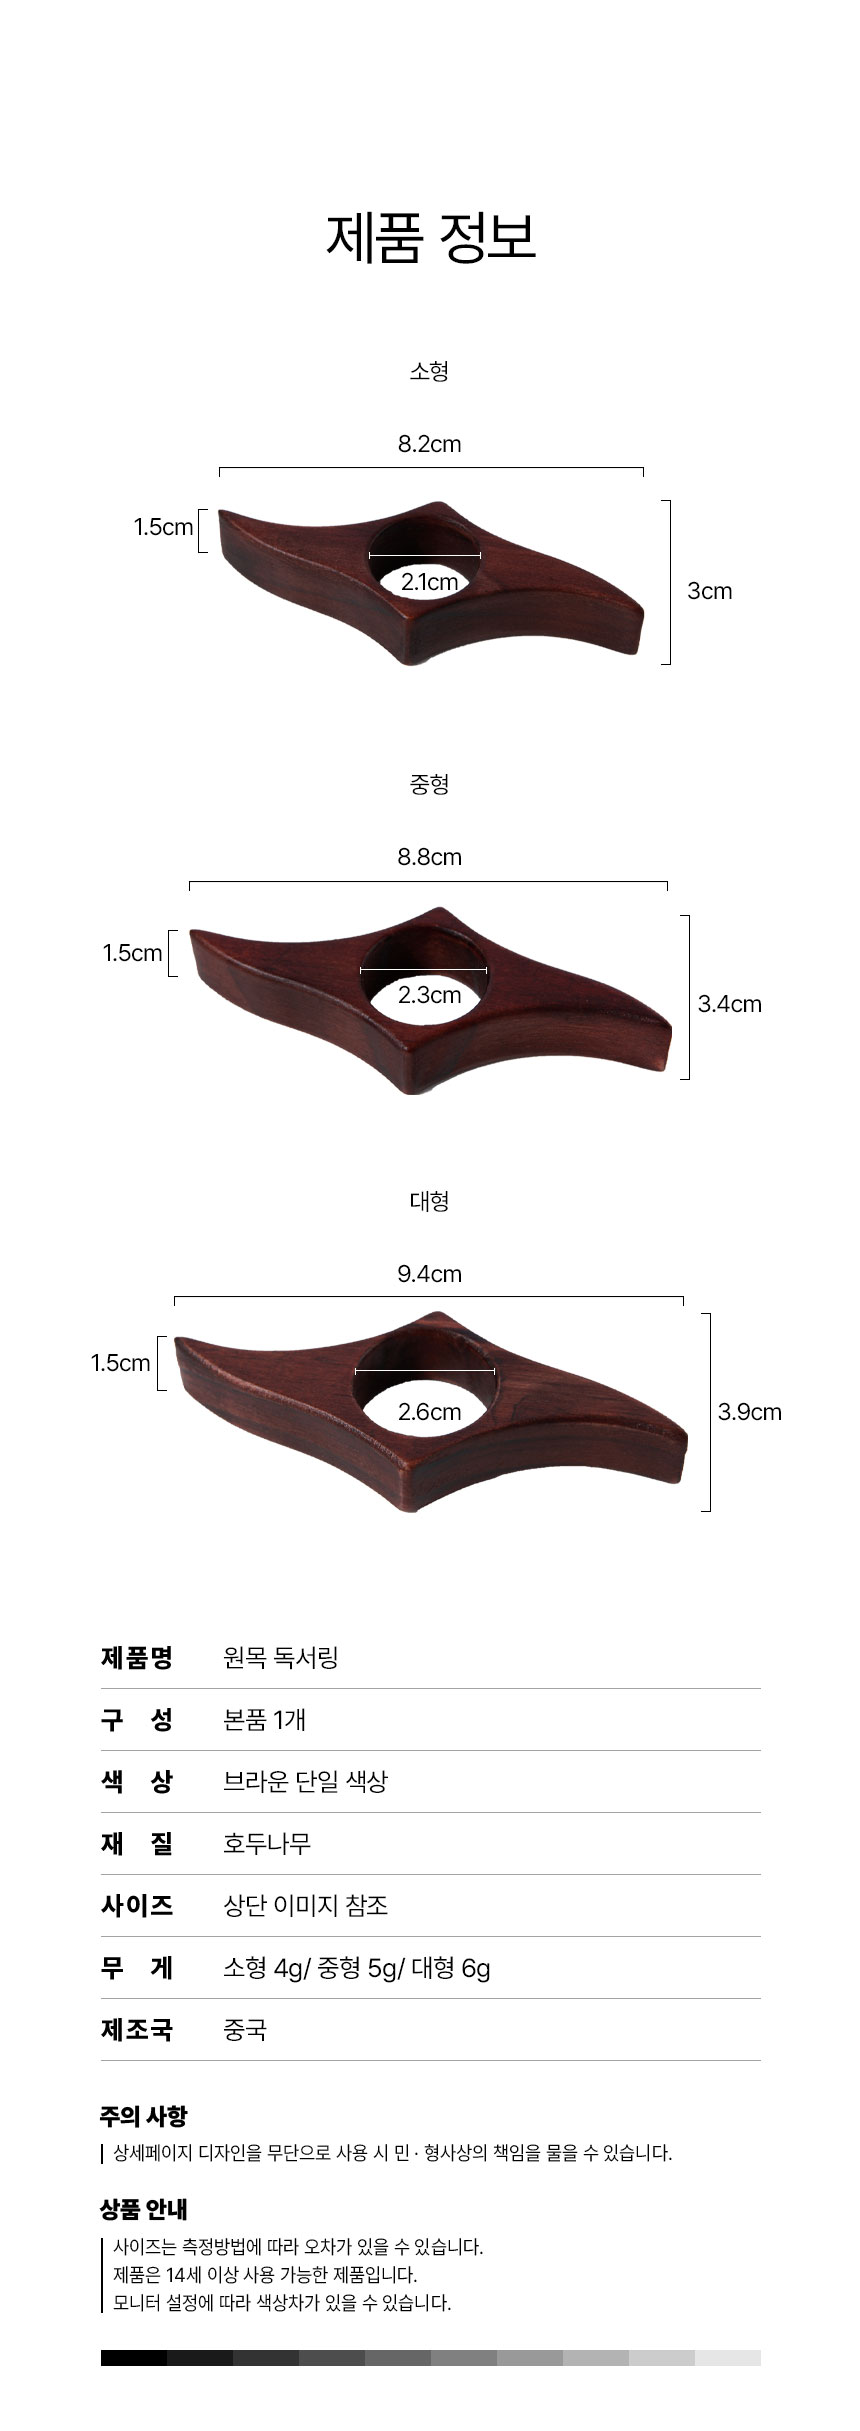 제품 정보
소형
8.2cm
1.5cm
2.1cm
3cm
중형
8.8cm
1.5cm
2.3cm
3.4cm
대형
9.4cm
1.5cm
2.6cm
3.9cm
제품명 원목 독서링
구 성 본품 1개
색 상 브라운 단일 색상
재 질 호두나무
사이즈 상단 이미지 참조
무 게 소형 4g/ 중형 5g/ 대형 6g
제조국 중국
주의 사항
상세페이지 디자인을 무단으로 사용 시 민 · 형사상의 책임을 물을 수 있습니다.
상품 안내
사이즈는 측정방법에 따라 오차가 있을 수 있습니다.
제품은 14세 이상 사용 가능한 제품입니다.
모니터 설정에 따라 색상차가 있을 수 있습니다.